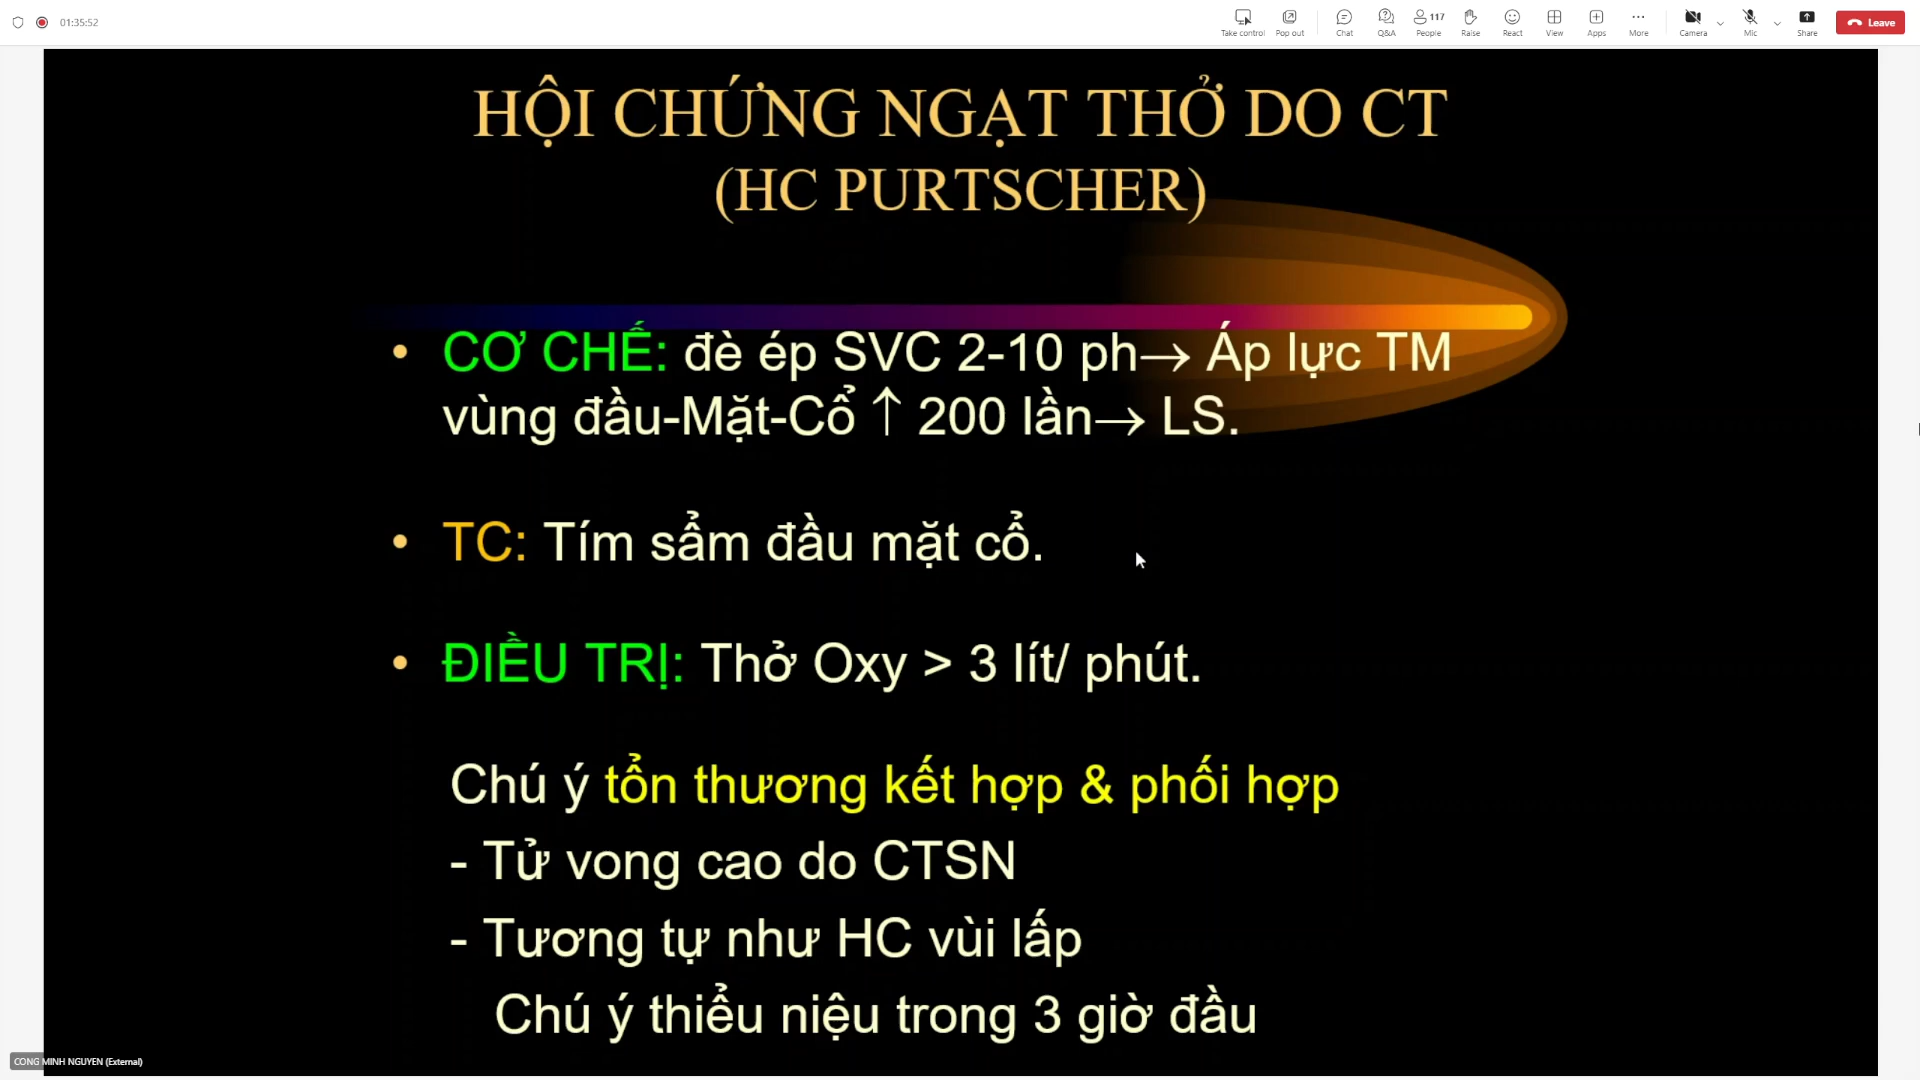 01:35:52
Take control
Pop out
Chat
Q&A
117
People
Raise
React
View
Apps
More
Camera
Mic
Share
Leave
HỘI CHỨNG NGẠT THỞ DO CT
(HC PURTSCHER)
• CƠ CHẾ: đè ép SVC 2-10 ph→ Áp lực TM
vùng đầu-Mặt-Cổ ↑ 200 lần→ LS.
• TC: Tím sẩm đầu mặt cổ.
• ĐIỀU TRỊ: Thở Oxy > 3 lít/ phút.
Chú ý tổn thương kết hợp & phối hợp
- Tử vong cao do CTSN
- Tương tự như HC vùi lấp
Chú ý thiểu niệu trong 3 giờ đầu
CONG MINH NGUYEN (External)